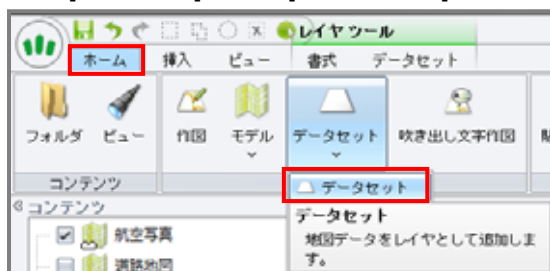 レイヤ ツール
ホーム 挿入 ビュー 書式 データセット
フォルダ ビュー 作図 モデル データセット 吹き出し文字作図
コンテンツ
データセット
コンテンツ
データセット
航空写真
地図データをレイヤとして追加しま
す。
道路地図